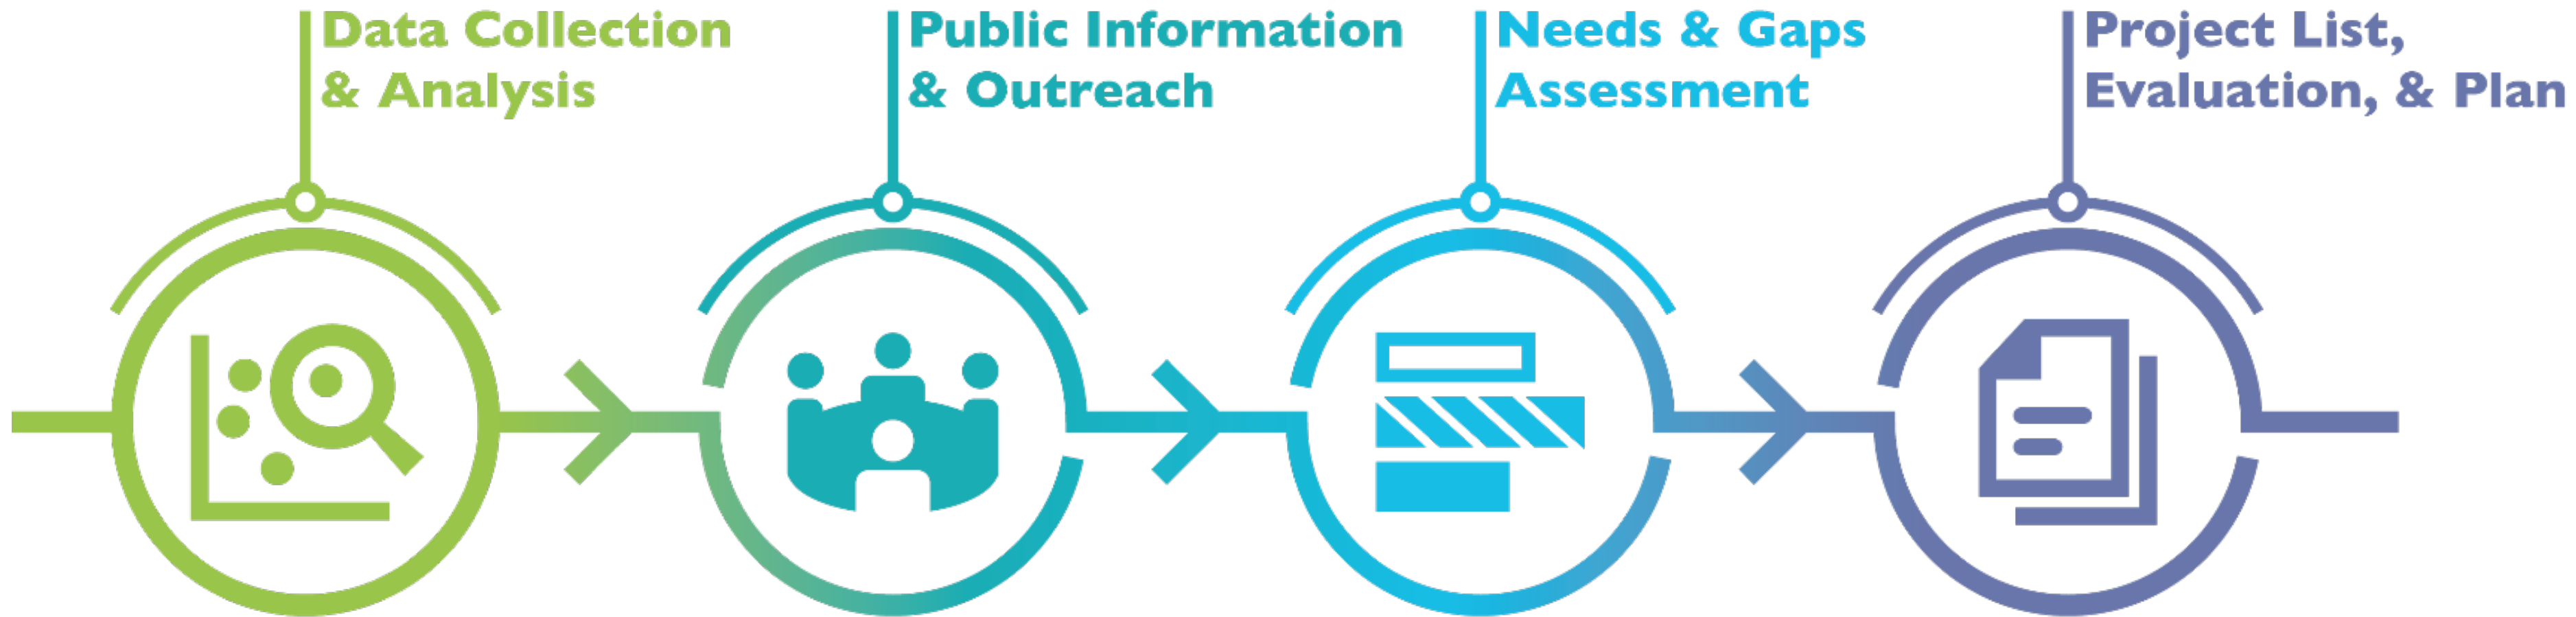 Data Collection
& Analysis
Public Information
& Outreach
Needs & Gaps
Assessment
Project List,
Evaluation, & Plan